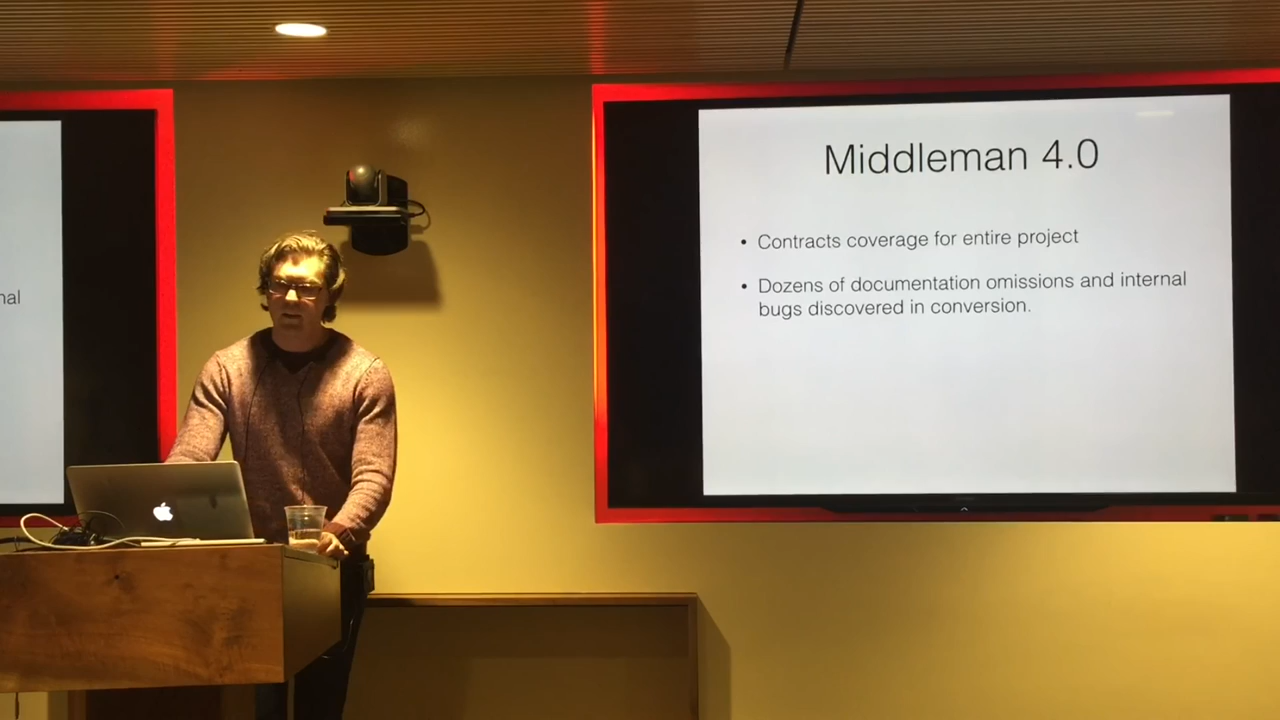 nal
Middleman 4.0
• Contracts coverage for entire project
• Dozens of documentation omissions and internal
bugs discovered in conversion.